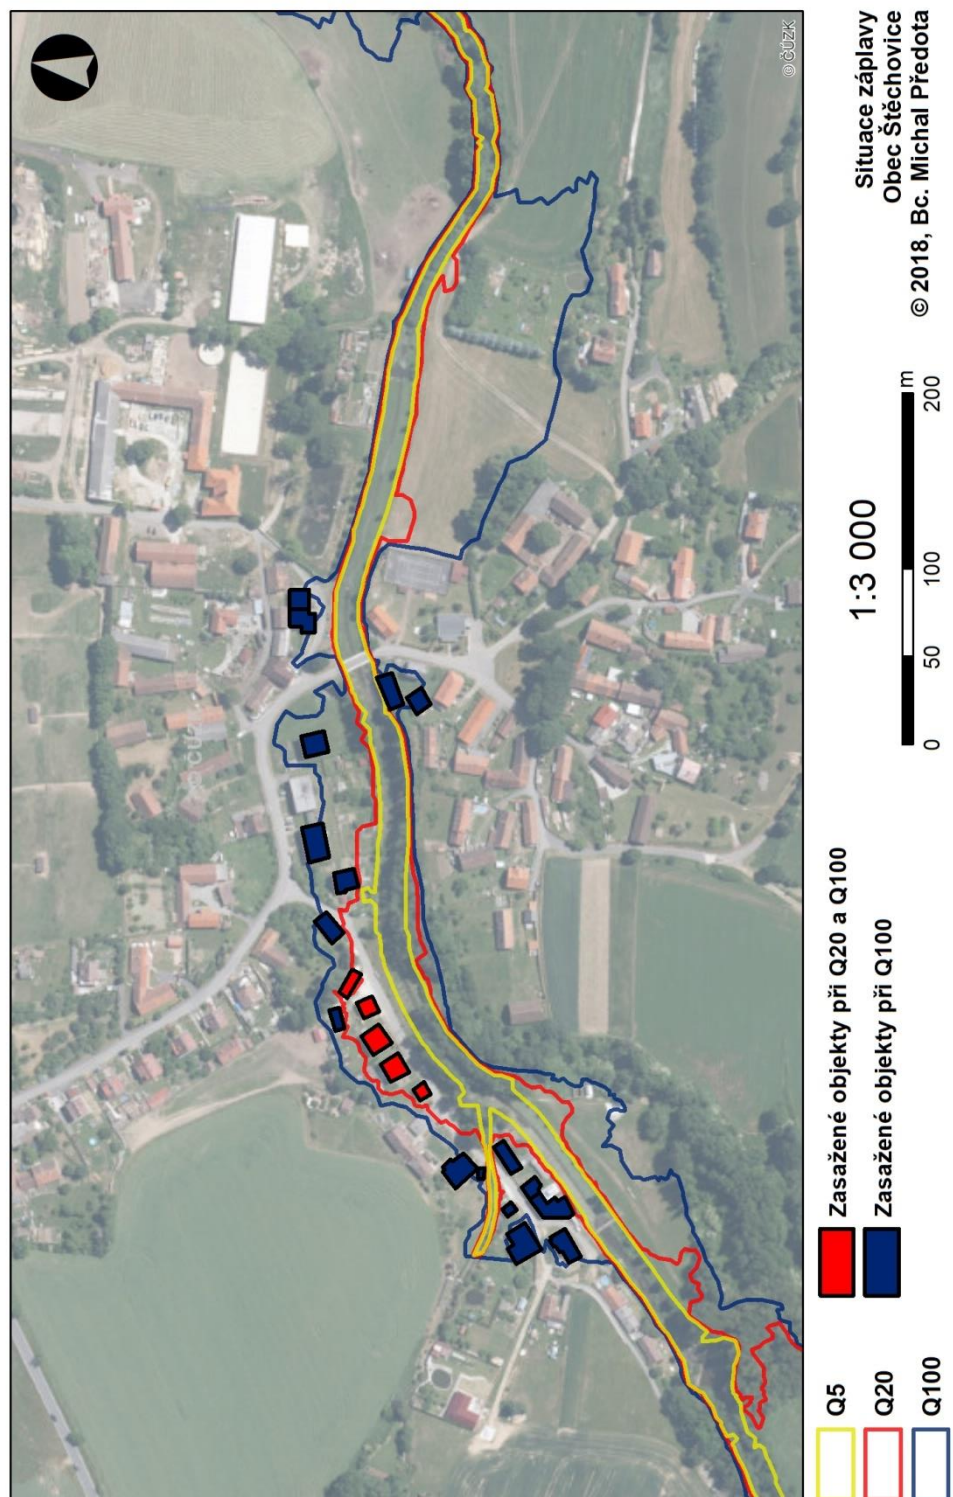 © ČÚZK
Situace záplavy
Obec Štěchovice
© 2018, Bc. Michal Předota
1:3 000
0 50 100 200
m
Zasažené objekty při Q20 a Q100
Zasažené objekty při Q100
Q5
Q20
Q100